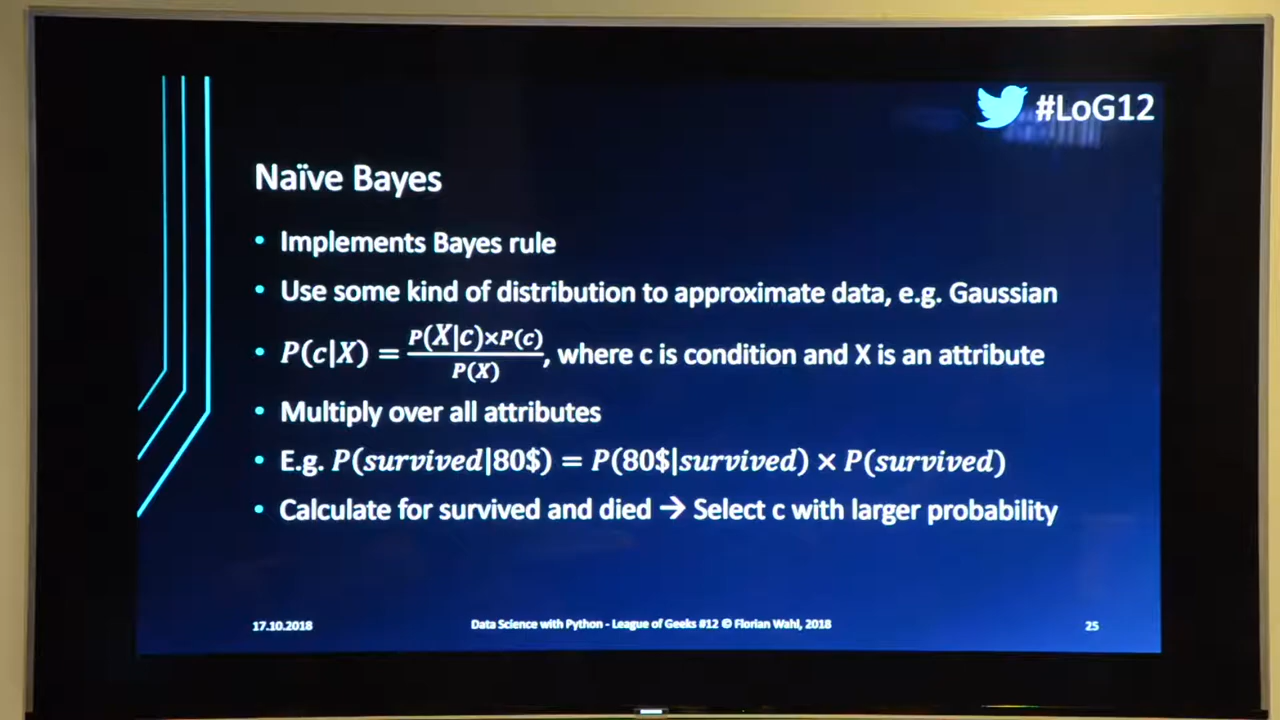 #LoG12
Naïve Bayes
• Implements Bayes rule
• Use some kind of distribution to approximate data, e.g. Gaussian
• P(c|X) = P(X|c)×P(c) / P(X), where c is condition and X is an attribute
• Multiply over all attributes
• E.g. P(survived|80$) = P(80$|survived) × P(survived)
• Calculate for survived and died → Select c with larger probability
17.10.2018 Data Science with Python - League of Geeks #12 © Florian Wahl, 2018 25